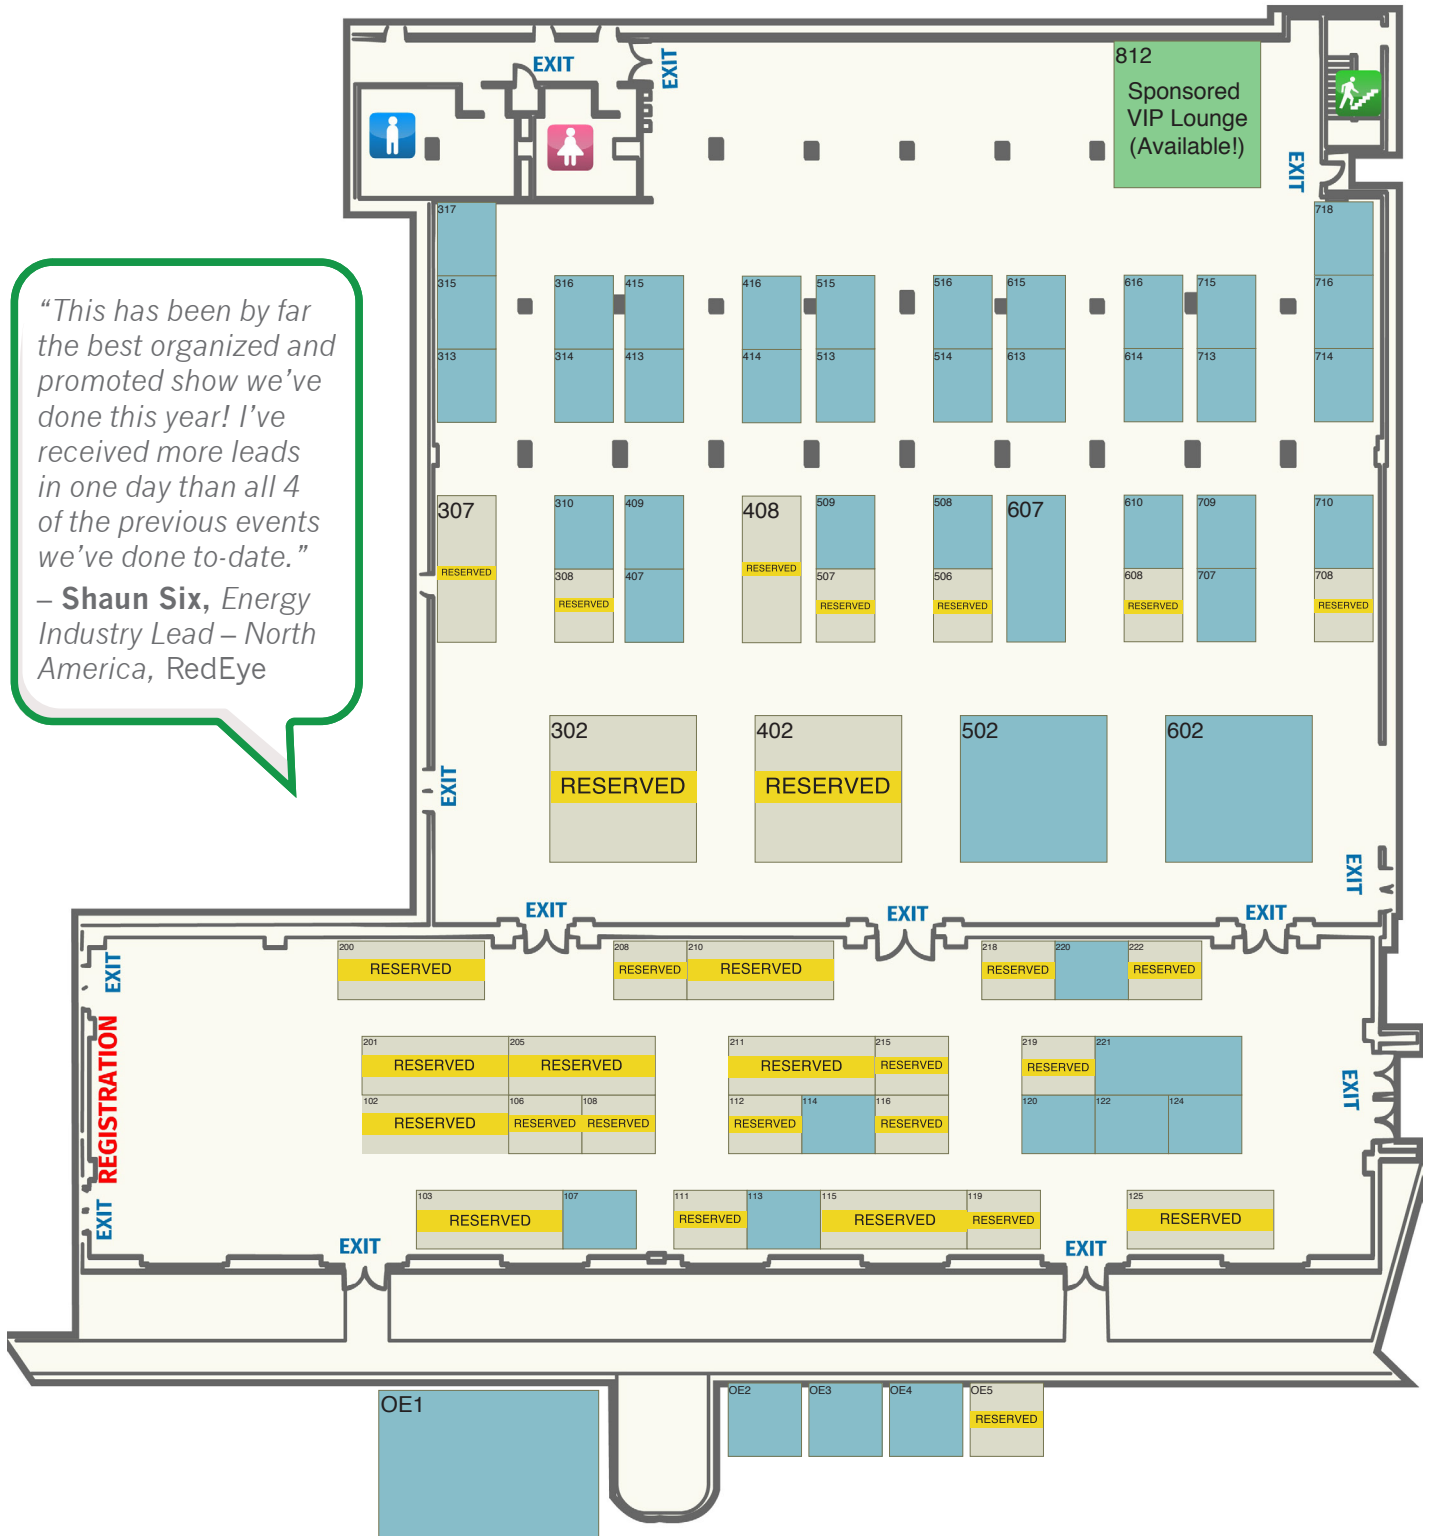 EXIT
EXIT
812
Sponsored
VIP Lounge
(Available!)
EXIT
317
718
315
316
415
416
515
516
615
616
715
716
313
314
413
414
513
514
613
614
713
714
“This has been by far
the best organized and
promoted show we’ve
done this year! I’ve
received more leads
in one day than all 4
of the previous events
we’ve done to-date.”
– Shaun Six, Energy
Industry Lead – North
America, RedEye
307
RESERVED
310
409
408
RESERVED
509
508
607
610
709
710
308
RESERVED
407
507
RESERVED
506
RESERVED
608
RESERVED
707
708
RESERVED
302
RESERVED
402
RESERVED
502
602
EXIT
EXIT
EXIT
EXIT
EXIT
200
RESERVED
208
RESERVED
210
RESERVED
218
RESERVED
220
222
RESERVED
EXIT
REGISTRATION
EXIT
201
RESERVED
205
RESERVED
211
RESERVED
215
RESERVED
219
RESERVED
221
102
RESERVED
106
RESERVED
108
RESERVED
112
RESERVED
114
116
RESERVED
120
122
124
EXIT
103
RESERVED
107
111
RESERVED
113
115
RESERVED
119
RESERVED
125
RESERVED
EXIT
EXIT
OE1
OE2
OE3
OE4
OE5
RESERVED